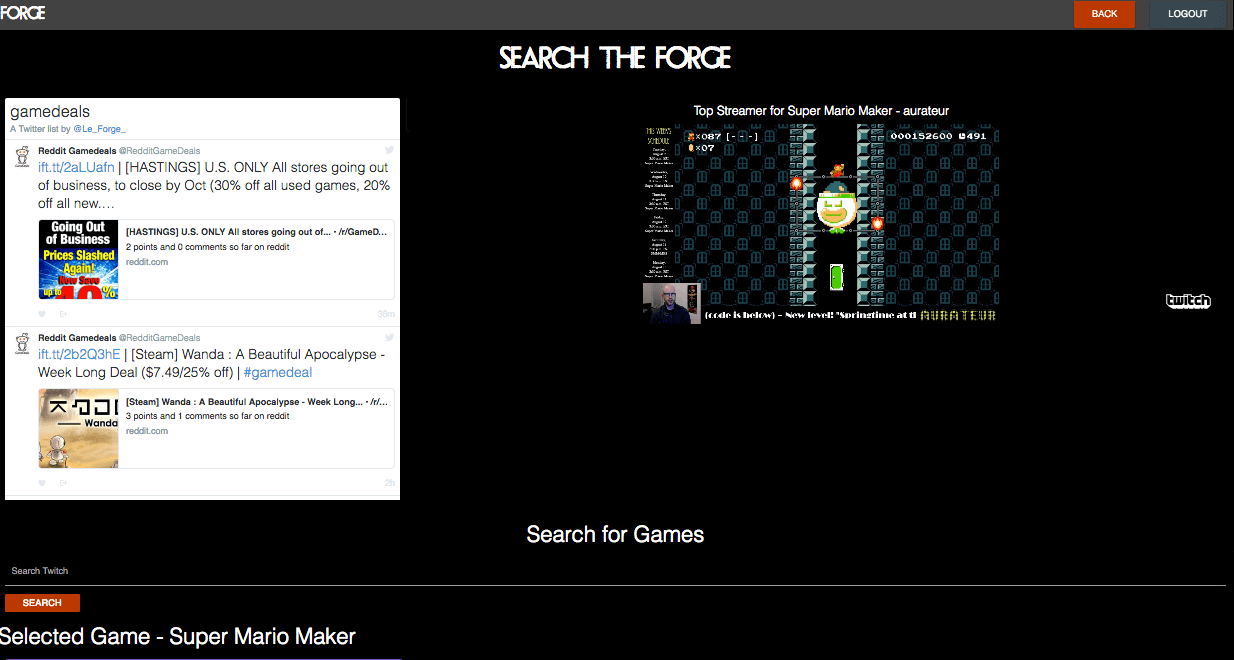 FORGE
BACK
LOGOUT
SEARCH THE FORGE
gamedeals
A Twitter list by @Le_Forge_
Reddit Gamedeals @RedditGameDeals
ift.tt/2aLUafn | [HASTINGS] U.S. ONLY All stores going out
of business, to close by Oct (30% off all used games, 20%
off all new.…
Going Out
of Business
Prices Slashed
Again!
Now Save
up to 40%
[HASTINGS] U.S. ONLY All stores going out of... • /r/GameD...
2 points and 0 comments so far on reddit
reddit.com
36m
Reddit Gamedeals @RedditGameDeals
ift.tt/2b2Q3hE | [Steam] Wanda : A Beautiful Apocalypse -
Week Long Deal ($7.49/25% off) | #gamedeal
Wanda
[Steam] Wanda : A Beautiful Apocalypse - Week Long... • /r/...
3 points and 1 comments so far on reddit
reddit.com
2h
Top Streamer for Super Mario Maker - aurateur
THIS WEEK'S
SCHEDULE
×087 [- -]
×07
000152600 491
(code is below) - New level! "Springtime at th
AURATEUR
twitch
Search for Games
Search Twitch
SEARCH
Selected Game - Super Mario Maker